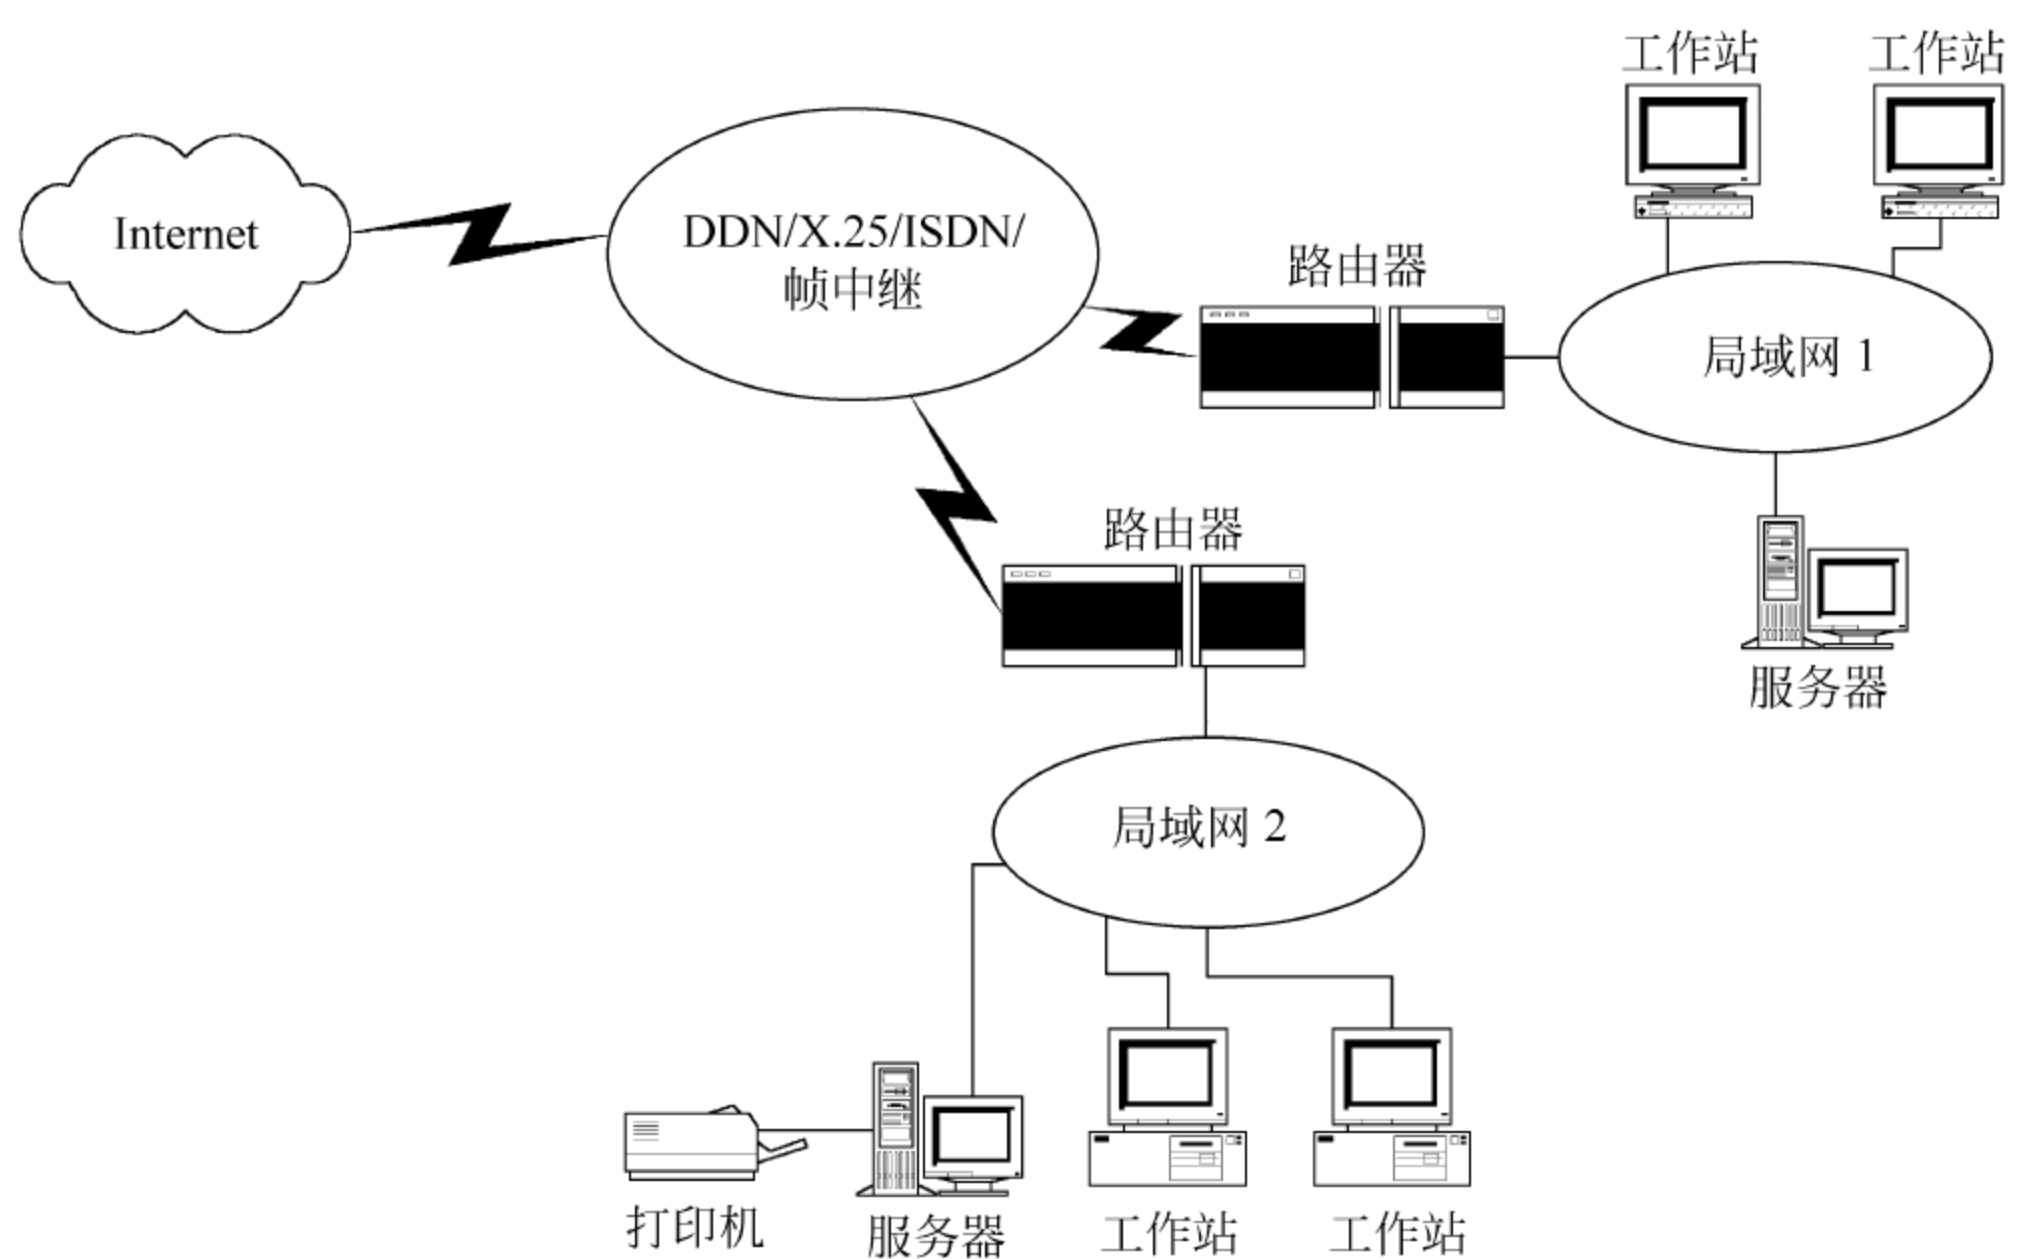 工作站
工作站
Internet
DDN/X.25/ISDN/
帧中继
路由器
局域网 1
路由器
服务器
局域网 2
打印机
服务器
工作站
工作站